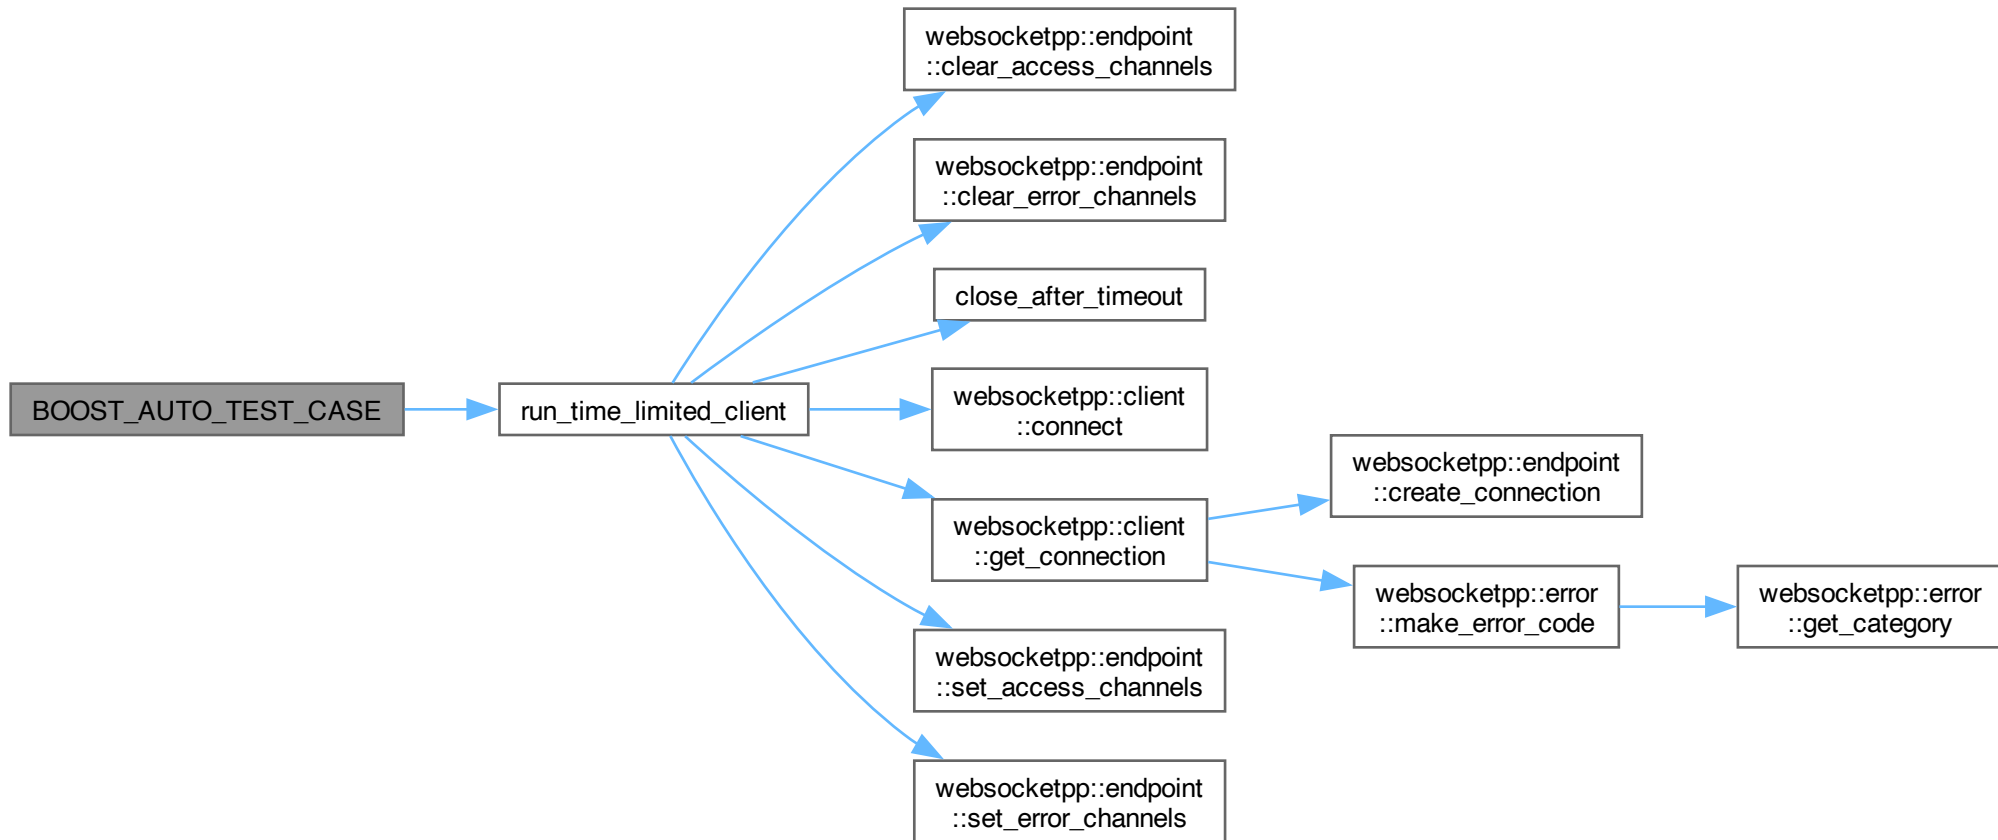 BOOST_AUTO_TEST_CASE
run_time_limited_client
websocketpp::endpoint
::clear_access_channels
websocketpp::endpoint
::clear_error_channels
close_after_timeout
websocketpp::client
::connect
websocketpp::client
::get_connection
websocketpp::endpoint
::set_access_channels
websocketpp::endpoint
::set_error_channels
websocketpp::endpoint
::create_connection
websocketpp::error
::make_error_code
websocketpp::error
::get_category